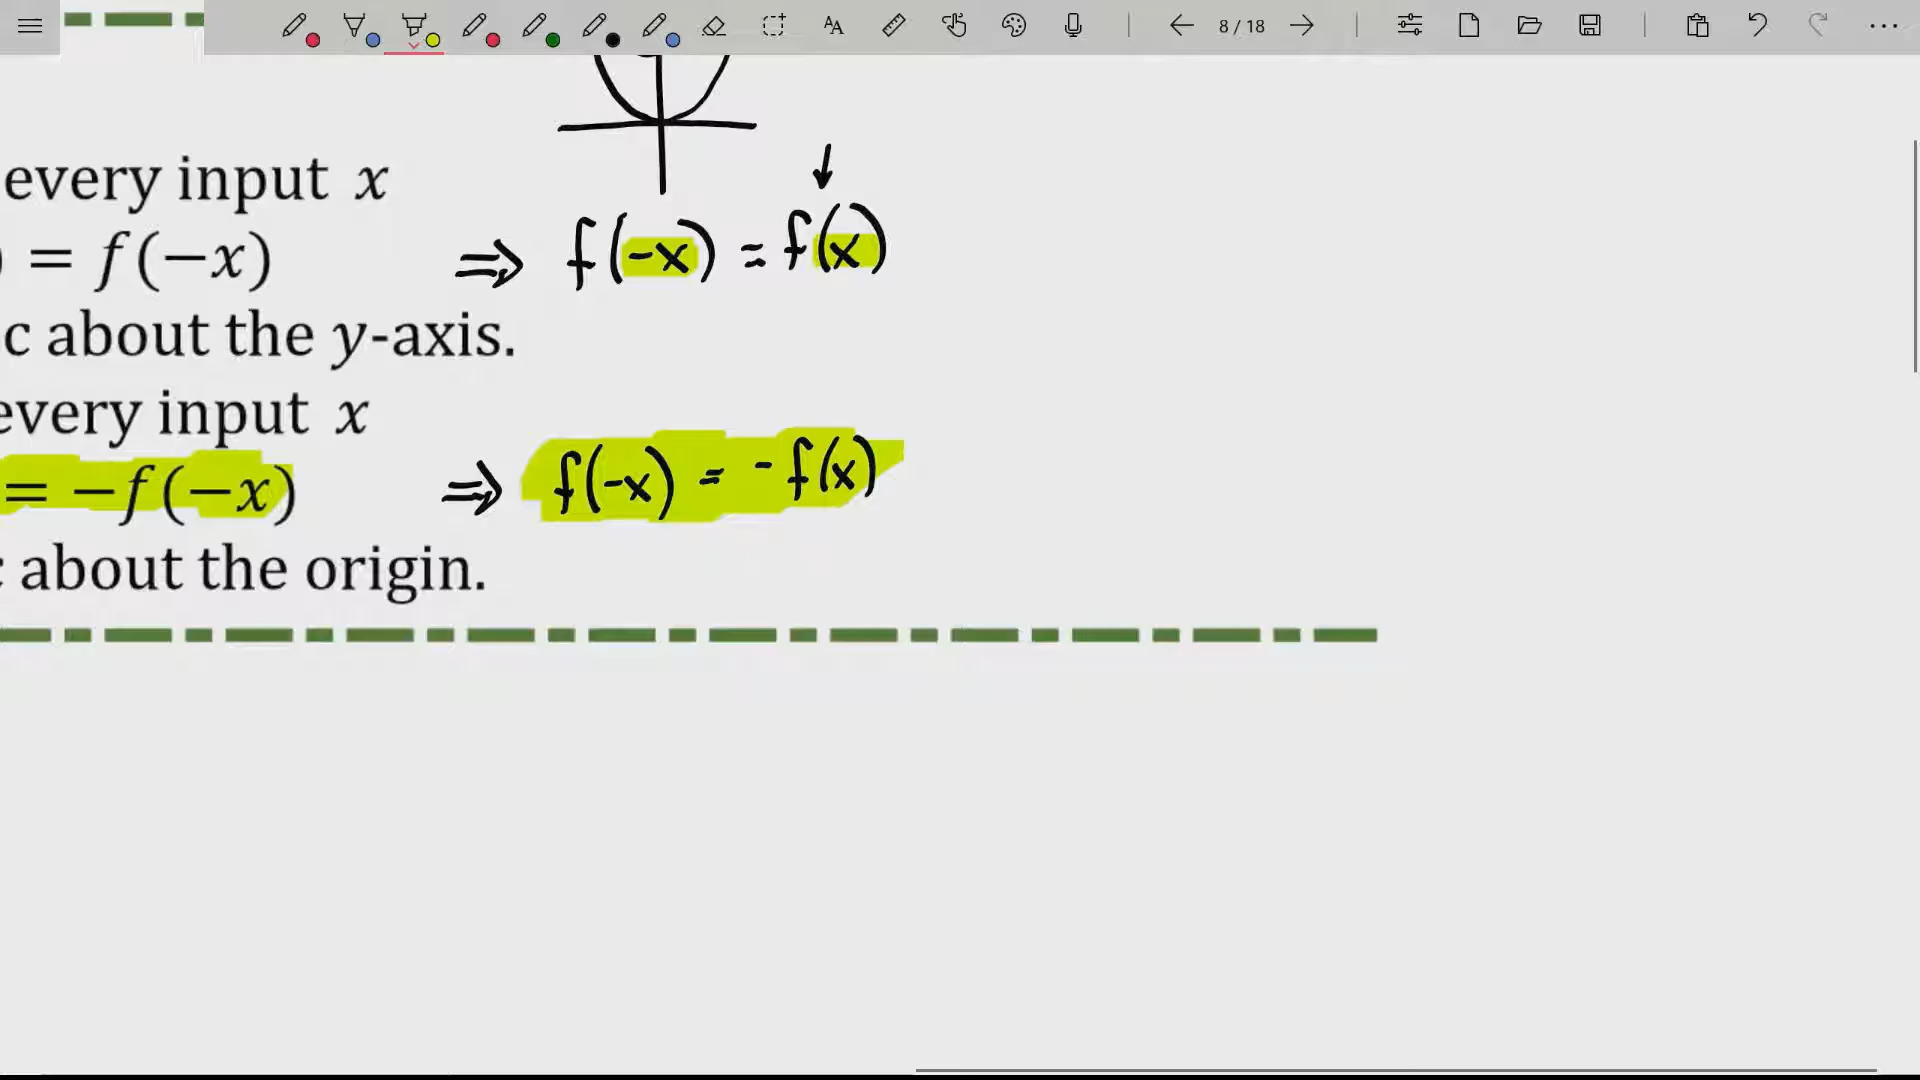 8 / 18
every input x
) = f(−x) ⇒ f(-x) = f(x)
c about the y-axis.
every input x
= −f(−x) ⇒ f(-x) = -f(x)
c about the origin.